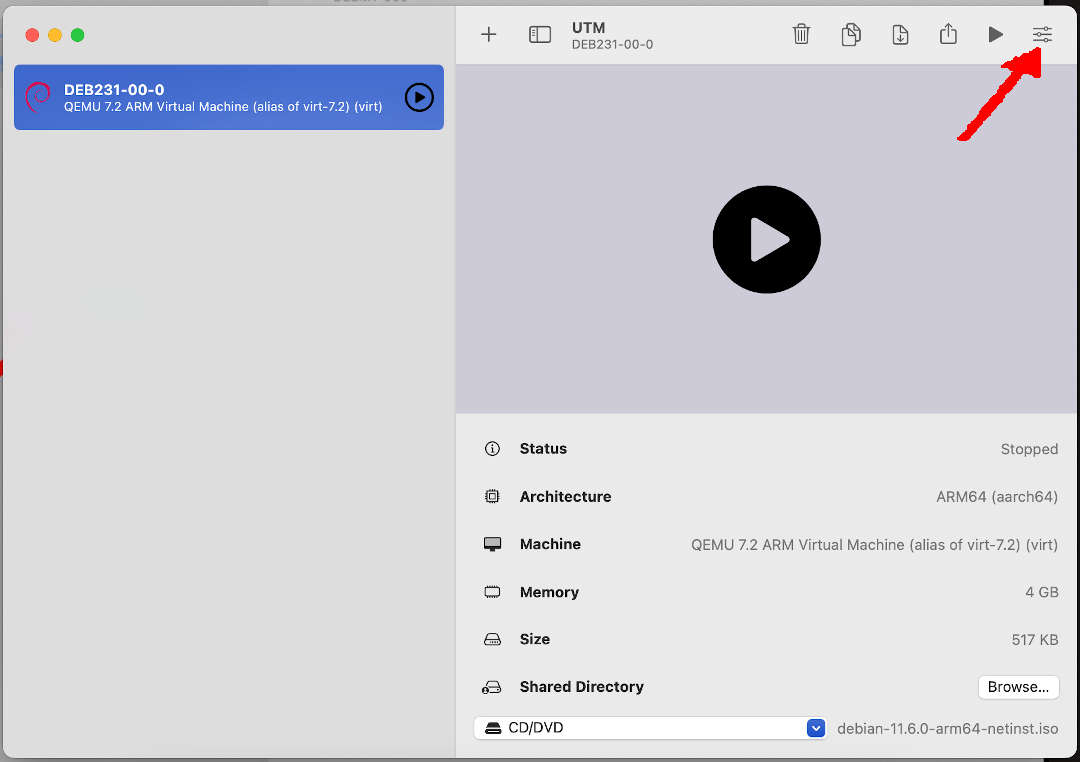 UTM
DEB231-00-0
DEB231-00-0
QEMU 7.2 ARM Virtual Machine (alias of virt-7.2) (virt)
Status Stopped
Architecture ARM64 (aarch64)
Machine QEMU 7.2 ARM Virtual Machine (alias of virt-7.2) (virt)
Memory 4 GB
Size 517 KB
Shared Directory Browse...
CD/DVD debian-11.6.0-arm64-netinst.iso